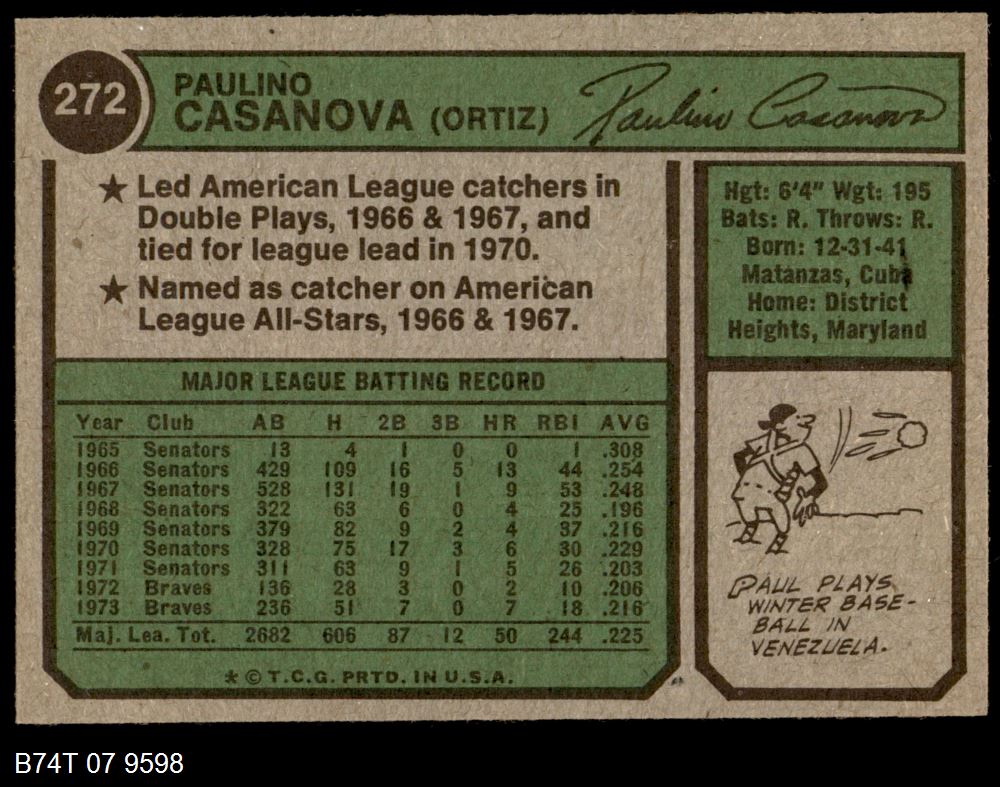 272
PAULINO
CASANOVA (ORTIZ)
Paulino Casanova
★ Led American League catchers in
Double Plays, 1966 & 1967, and
tied for league lead in 1970.
★ Named as catcher on American
League All-Stars, 1966 & 1967.
Hgt: 6'4" Wgt: 195
Bats: R. Throws: R.
Born: 12-31-41
Matanzas, Cuba
Home: District
Heights, Maryland
MAJOR LEAGUE BATTING RECORD
Year Club AB H 2B 3B HR RBI AVG
1965 Senators 13 4 1 0 0 1 .308
1966 Senators 429 109 16 5 13 44 .254
1967 Senators 528 131 19 1 9 53 .248
1968 Senators 322 63 6 0 4 25 .196
1969 Senators 379 82 9 2 4 37 .216
1970 Senators 328 75 17 3 6 30 .229
1971 Senators 311 63 9 1 5 26 .203
1972 Braves 136 28 3 0 2 10 .206
1973 Braves 236 51 7 0 7 18 .216
Maj. Lea. Tot. 2682 606 87 12 50 244 .225
* © T.C.G. PRTD. IN U.S.A.
PAUL PLAYS
WINTER BASE-
BALL IN
VENEZUELA.
B74T 07 9598